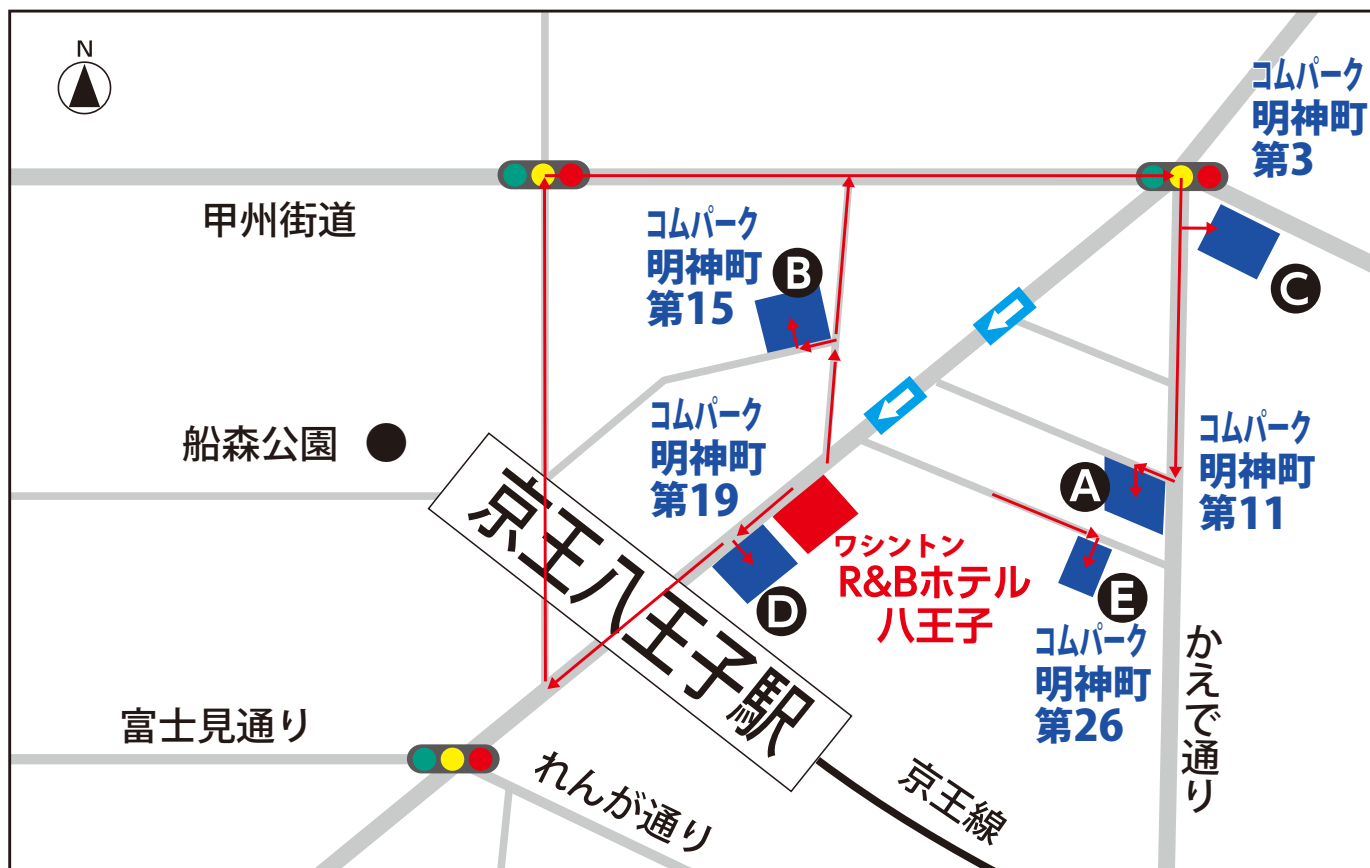 N
コムパーク
明神町
第3
甲州街道
コムパーク
明神町
第15
B
C
船森公園
コムパーク
明神町
第19
コムパーク
明神町
第11
A
京王八王子駅
ワシントン
R&Bホテル
八王子
D
E
コムパーク
明神町
第26
かえで通り
富士見通り
れんが通り
京王線